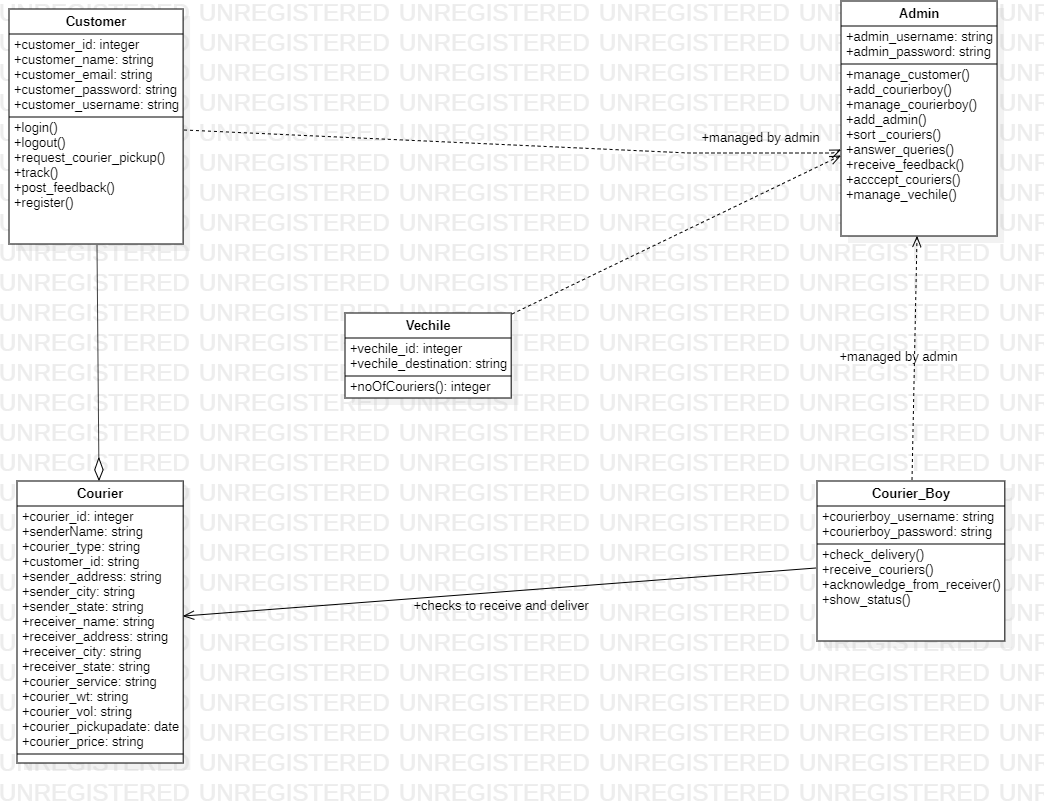 Customer
+customer_id: integer
+customer_name: string
+customer_email: string
+customer_password: string
+customer_username: string
+login()
+logout()
+request_courier_pickup()
+track()
+post_feedback()
+register()
Admin
+admin_username: string
+admin_password: string
+manage_customer()
+add_courierboy()
+manage_courierboy()
+add_admin()
+sort_couriers()
+answer_queries()
+receive_feedback()
+acccept_couriers()
+manage_vechile()
+managed by admin
Vechile
+vechile_id: integer
+vechile_destination: string
+noOfCouriers(): integer
+managed by admin
Courier
+courier_id: integer
+senderName: string
+courier_type: string
+customer_id: string
+sender_address: string
+sender_city: string
+sender_state: string
+receiver_name: string
+receiver_address: string
+receiver_city: string
+receiver_state: string
+courier_service: string
+courier_wt: string
+courier_vol: string
+courier_pickupadate: date
+courier_price: string
Courier_Boy
+courierboy_username: string
+courierboy_password: string
+check_delivery()
+receive_couriers()
+acknowledge_from_receiver()
+show_status()
+checks to receive and deliver
UNREGISTERED